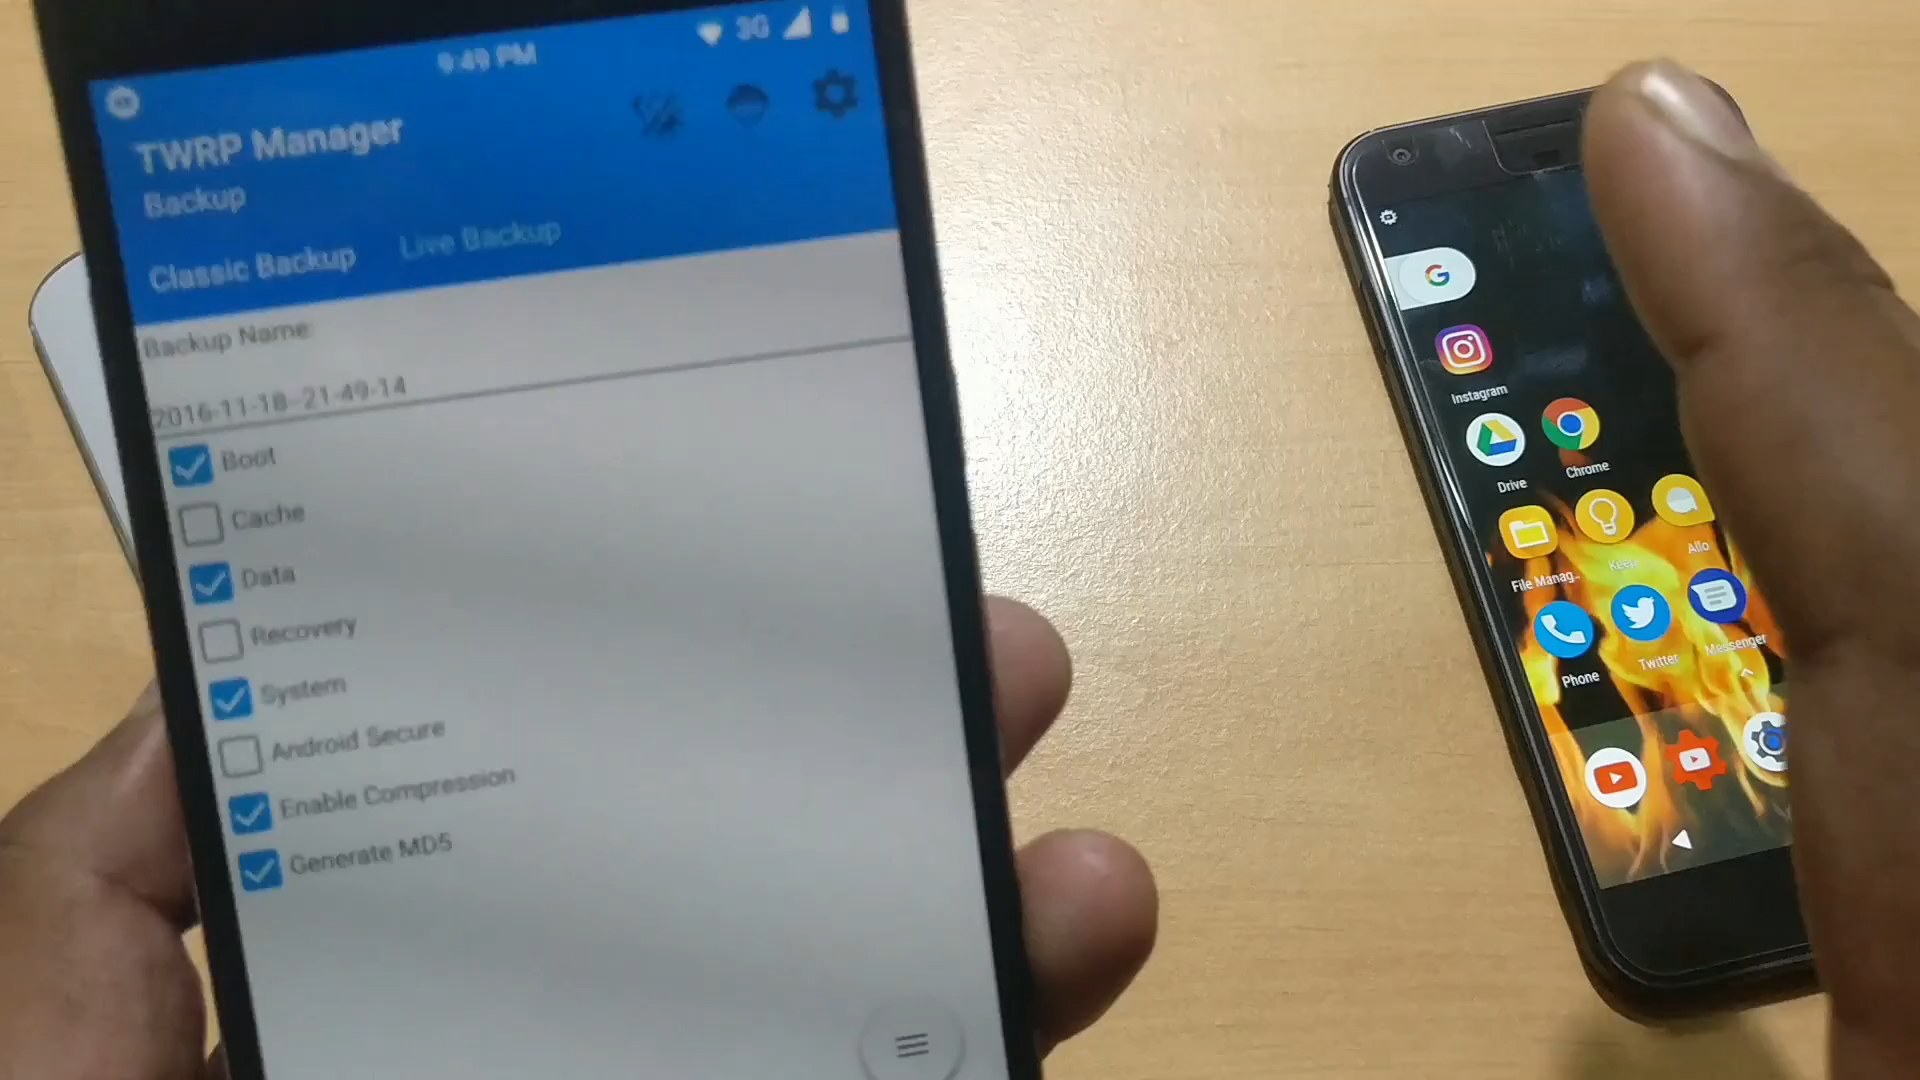 9:49 PM
3G
TWRP Manager
Backup
Classic Backup
Live Backup
Backup Name:
2016-11-18--21-49-14
Boot
Cache
Data
Recovery
System
Android Secure
Enable Compression
Generate MD5
G
Instagram
Drive
Chrome
File Manag..
Keep
Allo
Phone
Twitter
Messenger